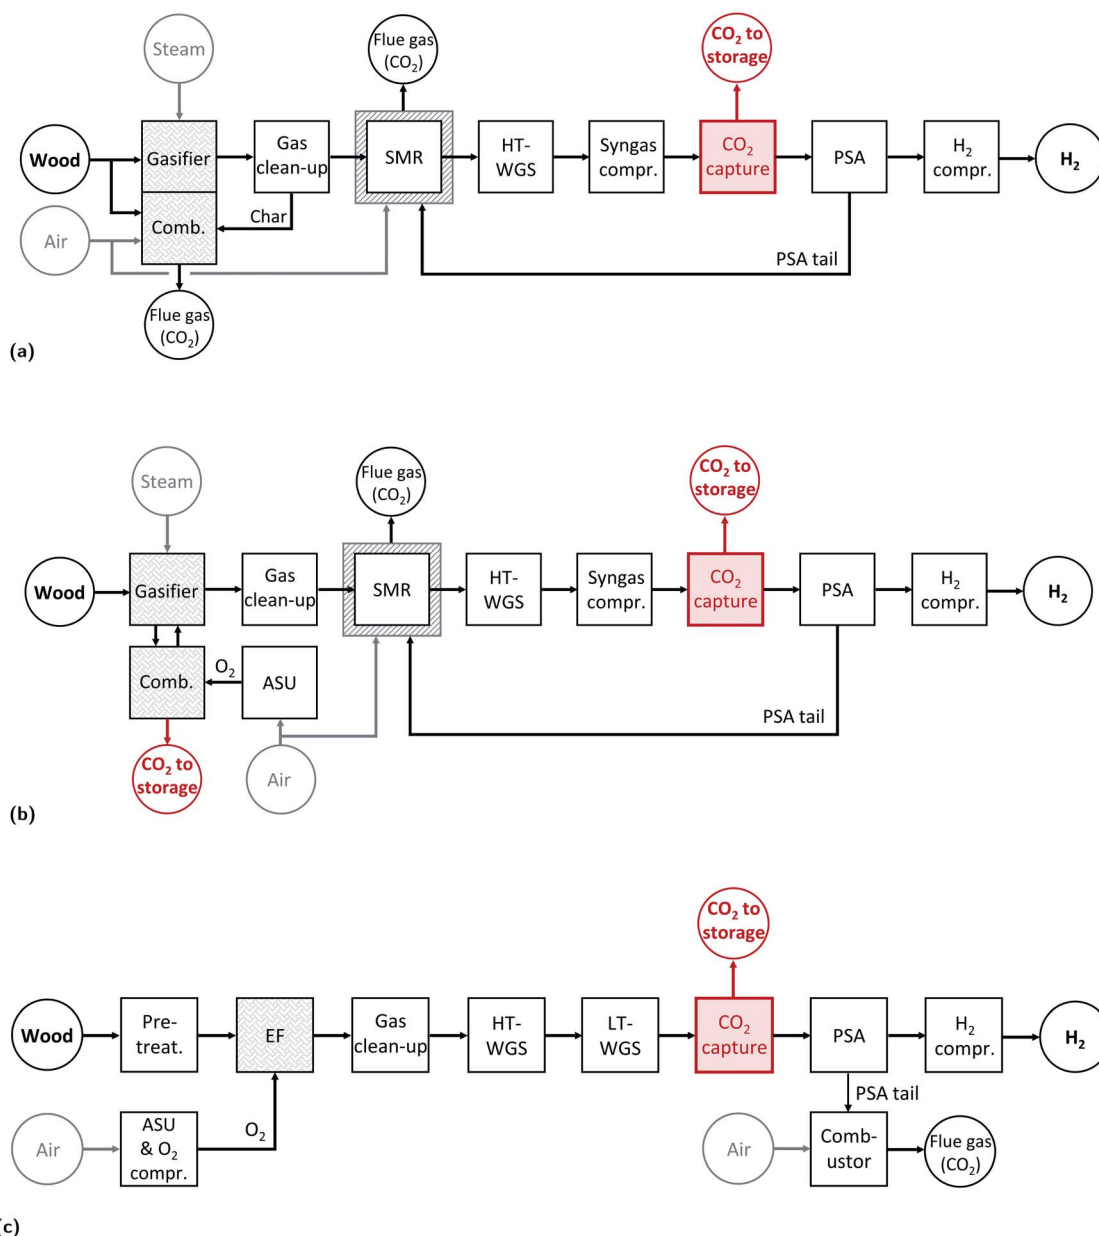 Steam
Flue gas
(CO₂)
CO₂ to
storage
Wood
Gasifier
Gas
clean-up
SMR
HT-
WGS
Syngas
compr.
CO₂
capture
PSA
H₂
compr.
H₂
Comb.
Char
Air
PSA tail
Flue gas
(CO₂)
(a)
Steam
Flue gas
(CO₂)
CO₂ to
storage
Wood
Gasifier
Gas
clean-up
SMR
HT-
WGS
Syngas
compr.
CO₂
capture
PSA
H₂
compr.
H₂
Comb.
O₂
ASU
PSA tail
CO₂ to
storage
Air
(b)
CO₂ to
storage
Wood
Pre-
treat.
EF
Gas
clean-up
HT-
WGS
LT-
WGS
CO₂
capture
PSA
H₂
compr.
H₂
PSA tail
Air
ASU
& O₂
compr.
O₂
Air
Comb-
ustor
Flue gas
(CO₂)
(c)